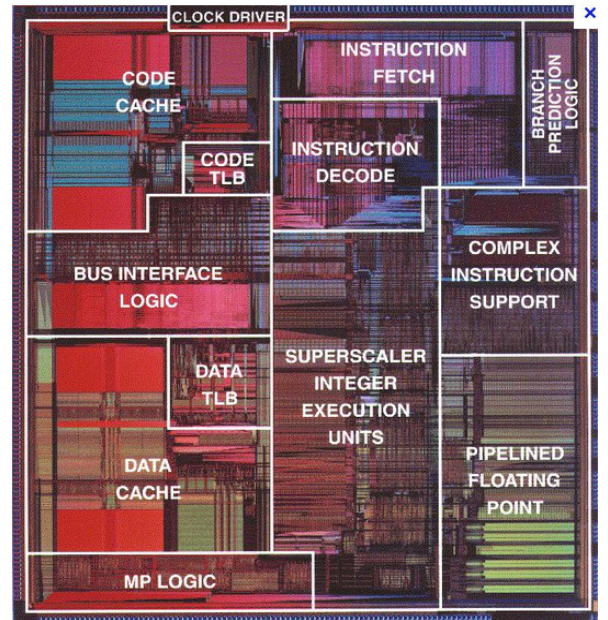 CLOCK DRIVER
×
CODE
CACHE
INSTRUCTION
FETCH
BRANCH
PREDICTION
LOGIC
CODE
TLB
INSTRUCTION
DECODE
BUS INTERFACE
LOGIC
COMPLEX
INSTRUCTION
SUPPORT
DATA
TLB
SUPERSCALER
INTEGER
EXECUTION
UNITS
DATA
CACHE
PIPELINED
FLOATING
POINT
MP LOGIC